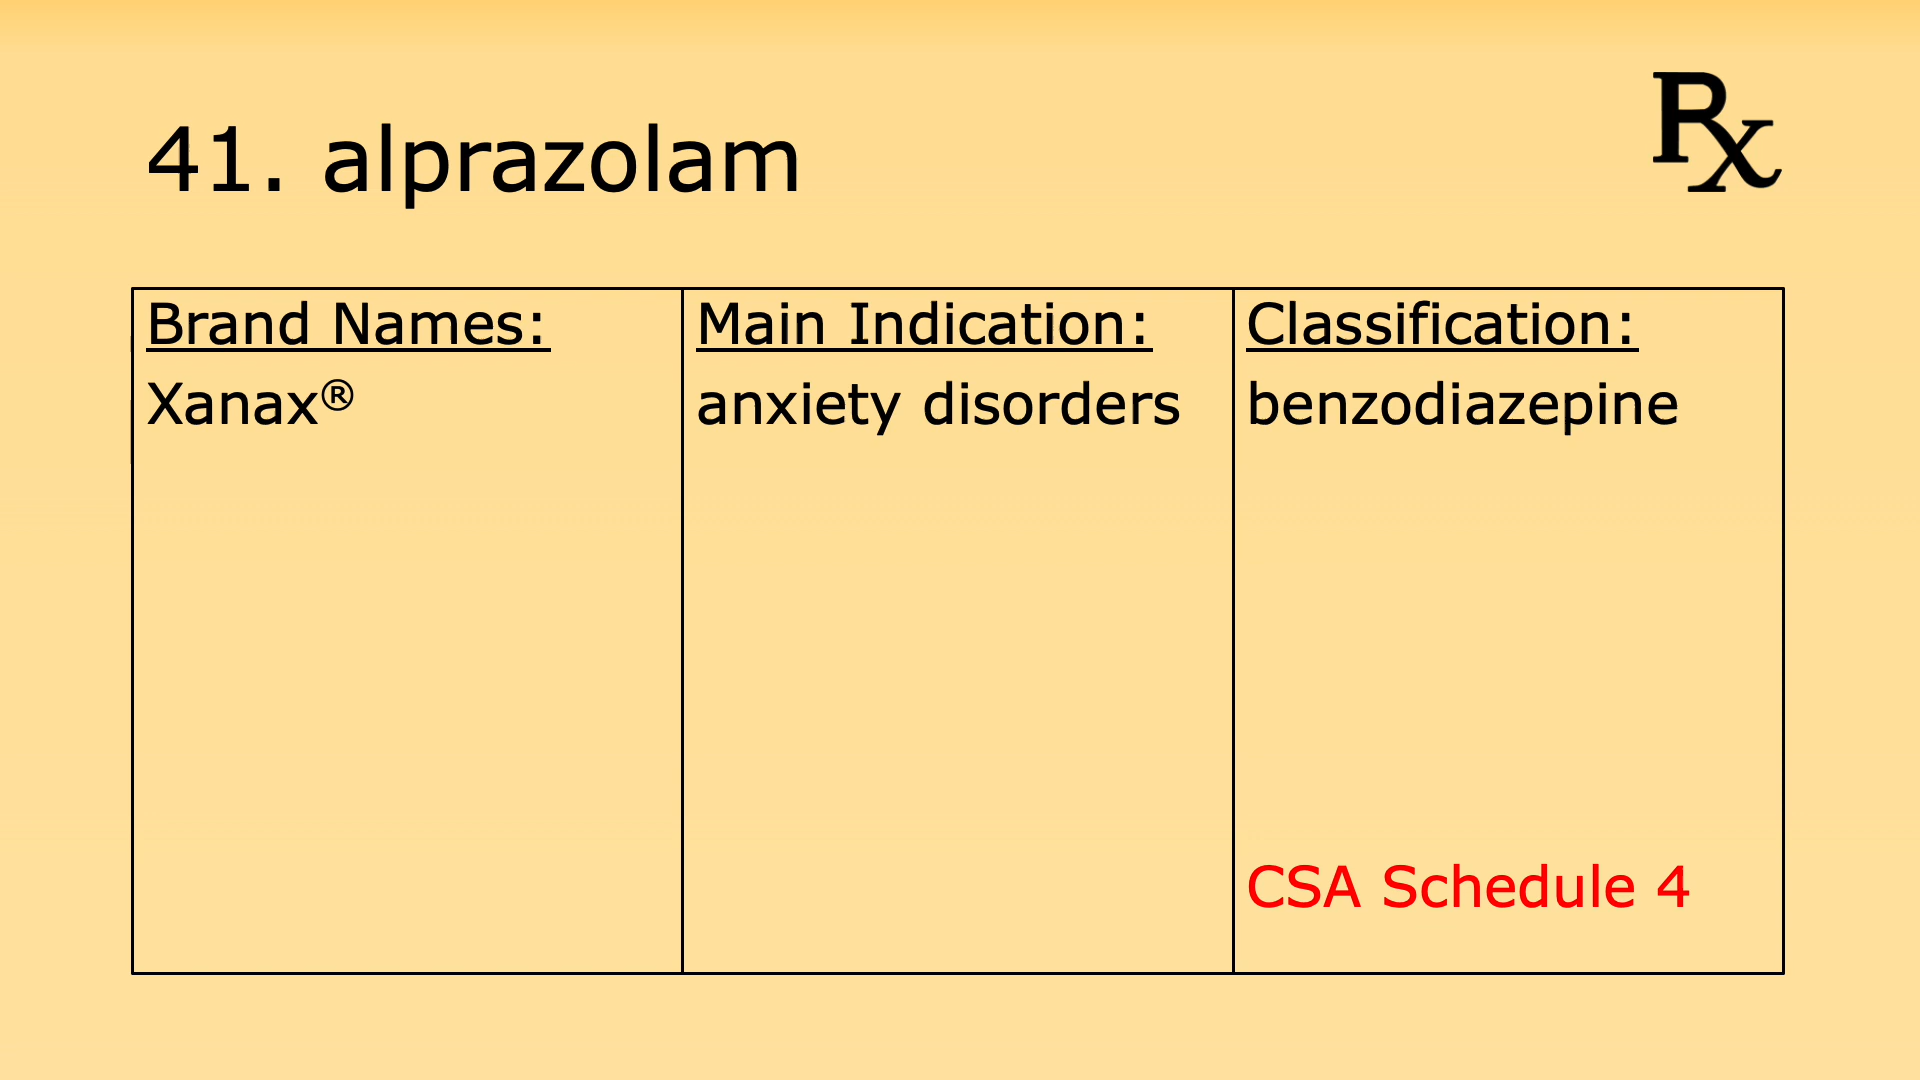 41. alprazolam
Rx
Brand Names:
Xanax®
Main Indication:
anxiety disorders
Classification:
benzodiazepine
CSA Schedule 4